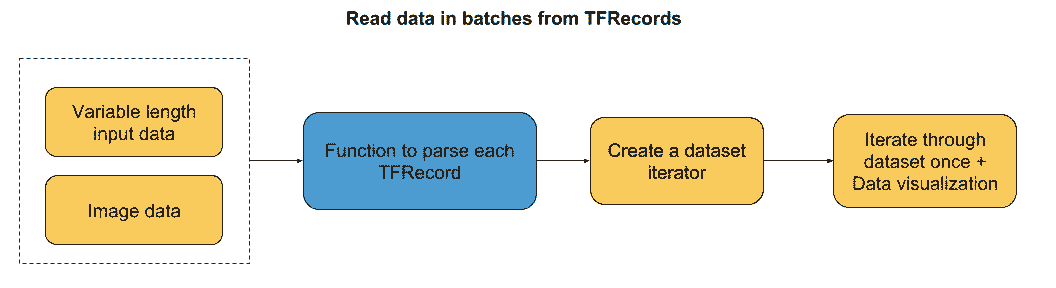 Read data in batches from TFRecords
Variable length
input data
Image data
Function to parse each
TFRecord
Create a dataset
iterator
Iterate through
dataset once +
Data visualization